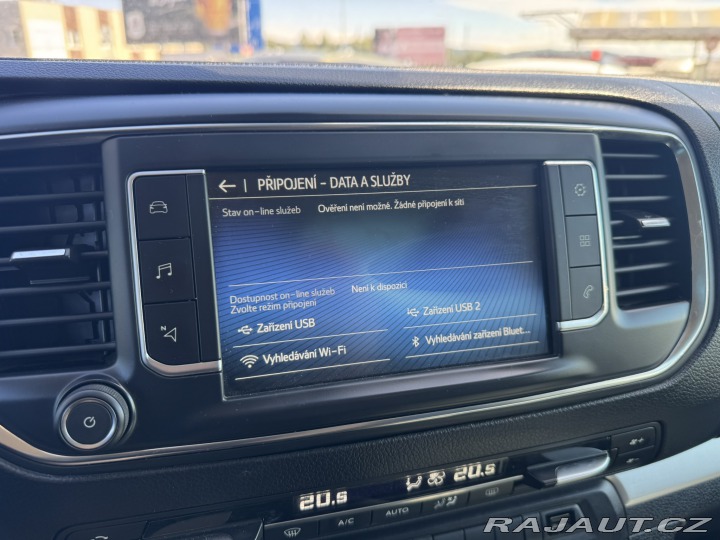 PŘIPOJENÍ - DATA A SLUŽBY
Stav on-line služeb Ověření není možné. Žádné připojení k síti
Dostupnost on-line služeb Není k dispozici
Zvolte režim připojení
Zařízení USB Zařízení USB 2
Vyhledávání Wi-Fi Vyhledávání zařízení Bluet...
N
20.5 20.5
A/C AUTO
RAJAUT.CZ